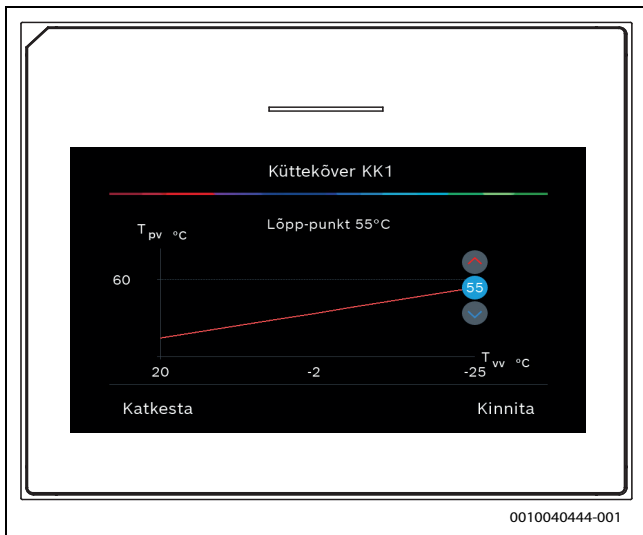 Küttekõver KK1
Lõpp-punkt 55°C
Tpv °C
60
55
Tvv °C
20 -2 -25
Katkesta Kinnita
0010040444-001